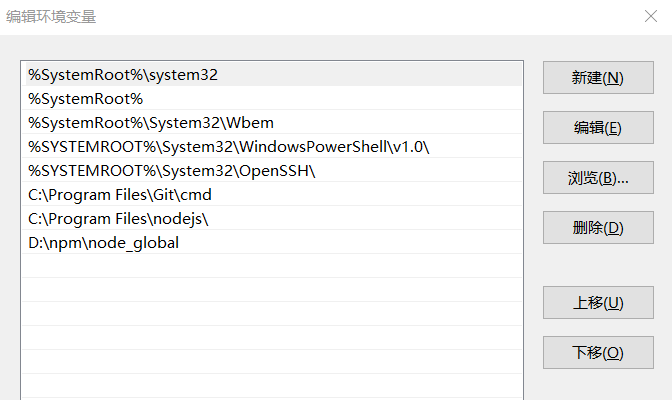 编辑环境变量
%SystemRoot%\system32
%SystemRoot%
%SystemRoot%\System32\Wbem
%SYSTEMROOT%\System32\WindowsPowerShell\v1.0\
%SYSTEMROOT%\System32\OpenSSH\
C:\Program Files\Git\cmd
C:\Program Files\nodejs\
D:\npm\node_global
新建(N)
编辑(E)
浏览(B)...
删除(D)
上移(U)
下移(O)